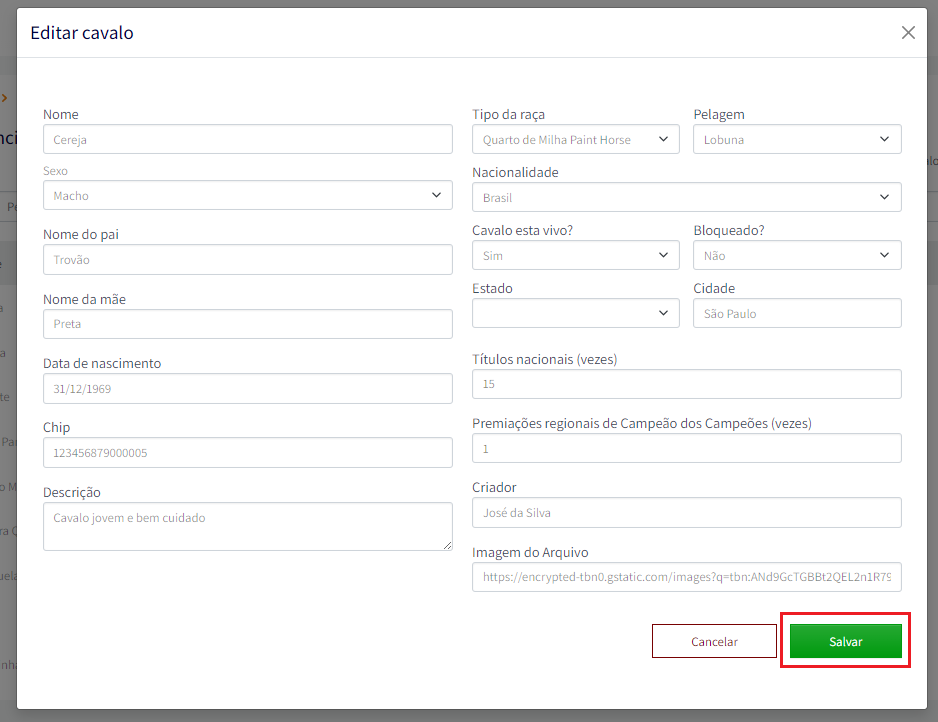 Editar cavalo
Nome
Cereja
Sexo
Macho
Nome do pai
Trovão
Nome da mãe
Preta
Data de nascimento
31/12/1969
Chip
123456879000005
Descrição
Cavalo jovem e bem cuidado
Tipo da raça
Quarto de Milha Paint Horse
Pelagem
Lobuna
Nacionalidade
Brasil
Cavalo esta vivo?
Sim
Bloqueado?
Não
Estado
Cidade
São Paulo
Títulos nacionais (vezes)
15
Premiações regionais de Campeão dos Campeões (vezes)
1
Criador
José da Silva
Imagem do Arquivo
https://encrypted-tbn0.gstatic.com/images?q=tbn:ANd9GcTGBBt2QEL2n1R79
Cancelar
Salvar